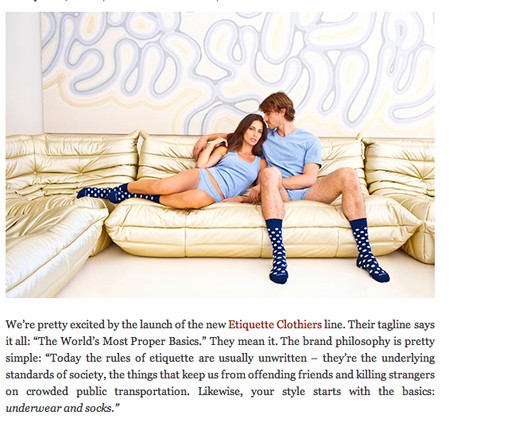 We're pretty excited by the launch of the new Etiquette Clothiers line. Their tagline says
it all: “The World's Most Proper Basics.” They mean it. The brand philosophy is pretty
simple: “Today the rules of etiquette are usually unwritten – they're the underlying
standards of society, the things that keep us from offending friends and killing strangers
on crowded public transportation. Likewise, your style starts with the basics:
underwear and socks.”